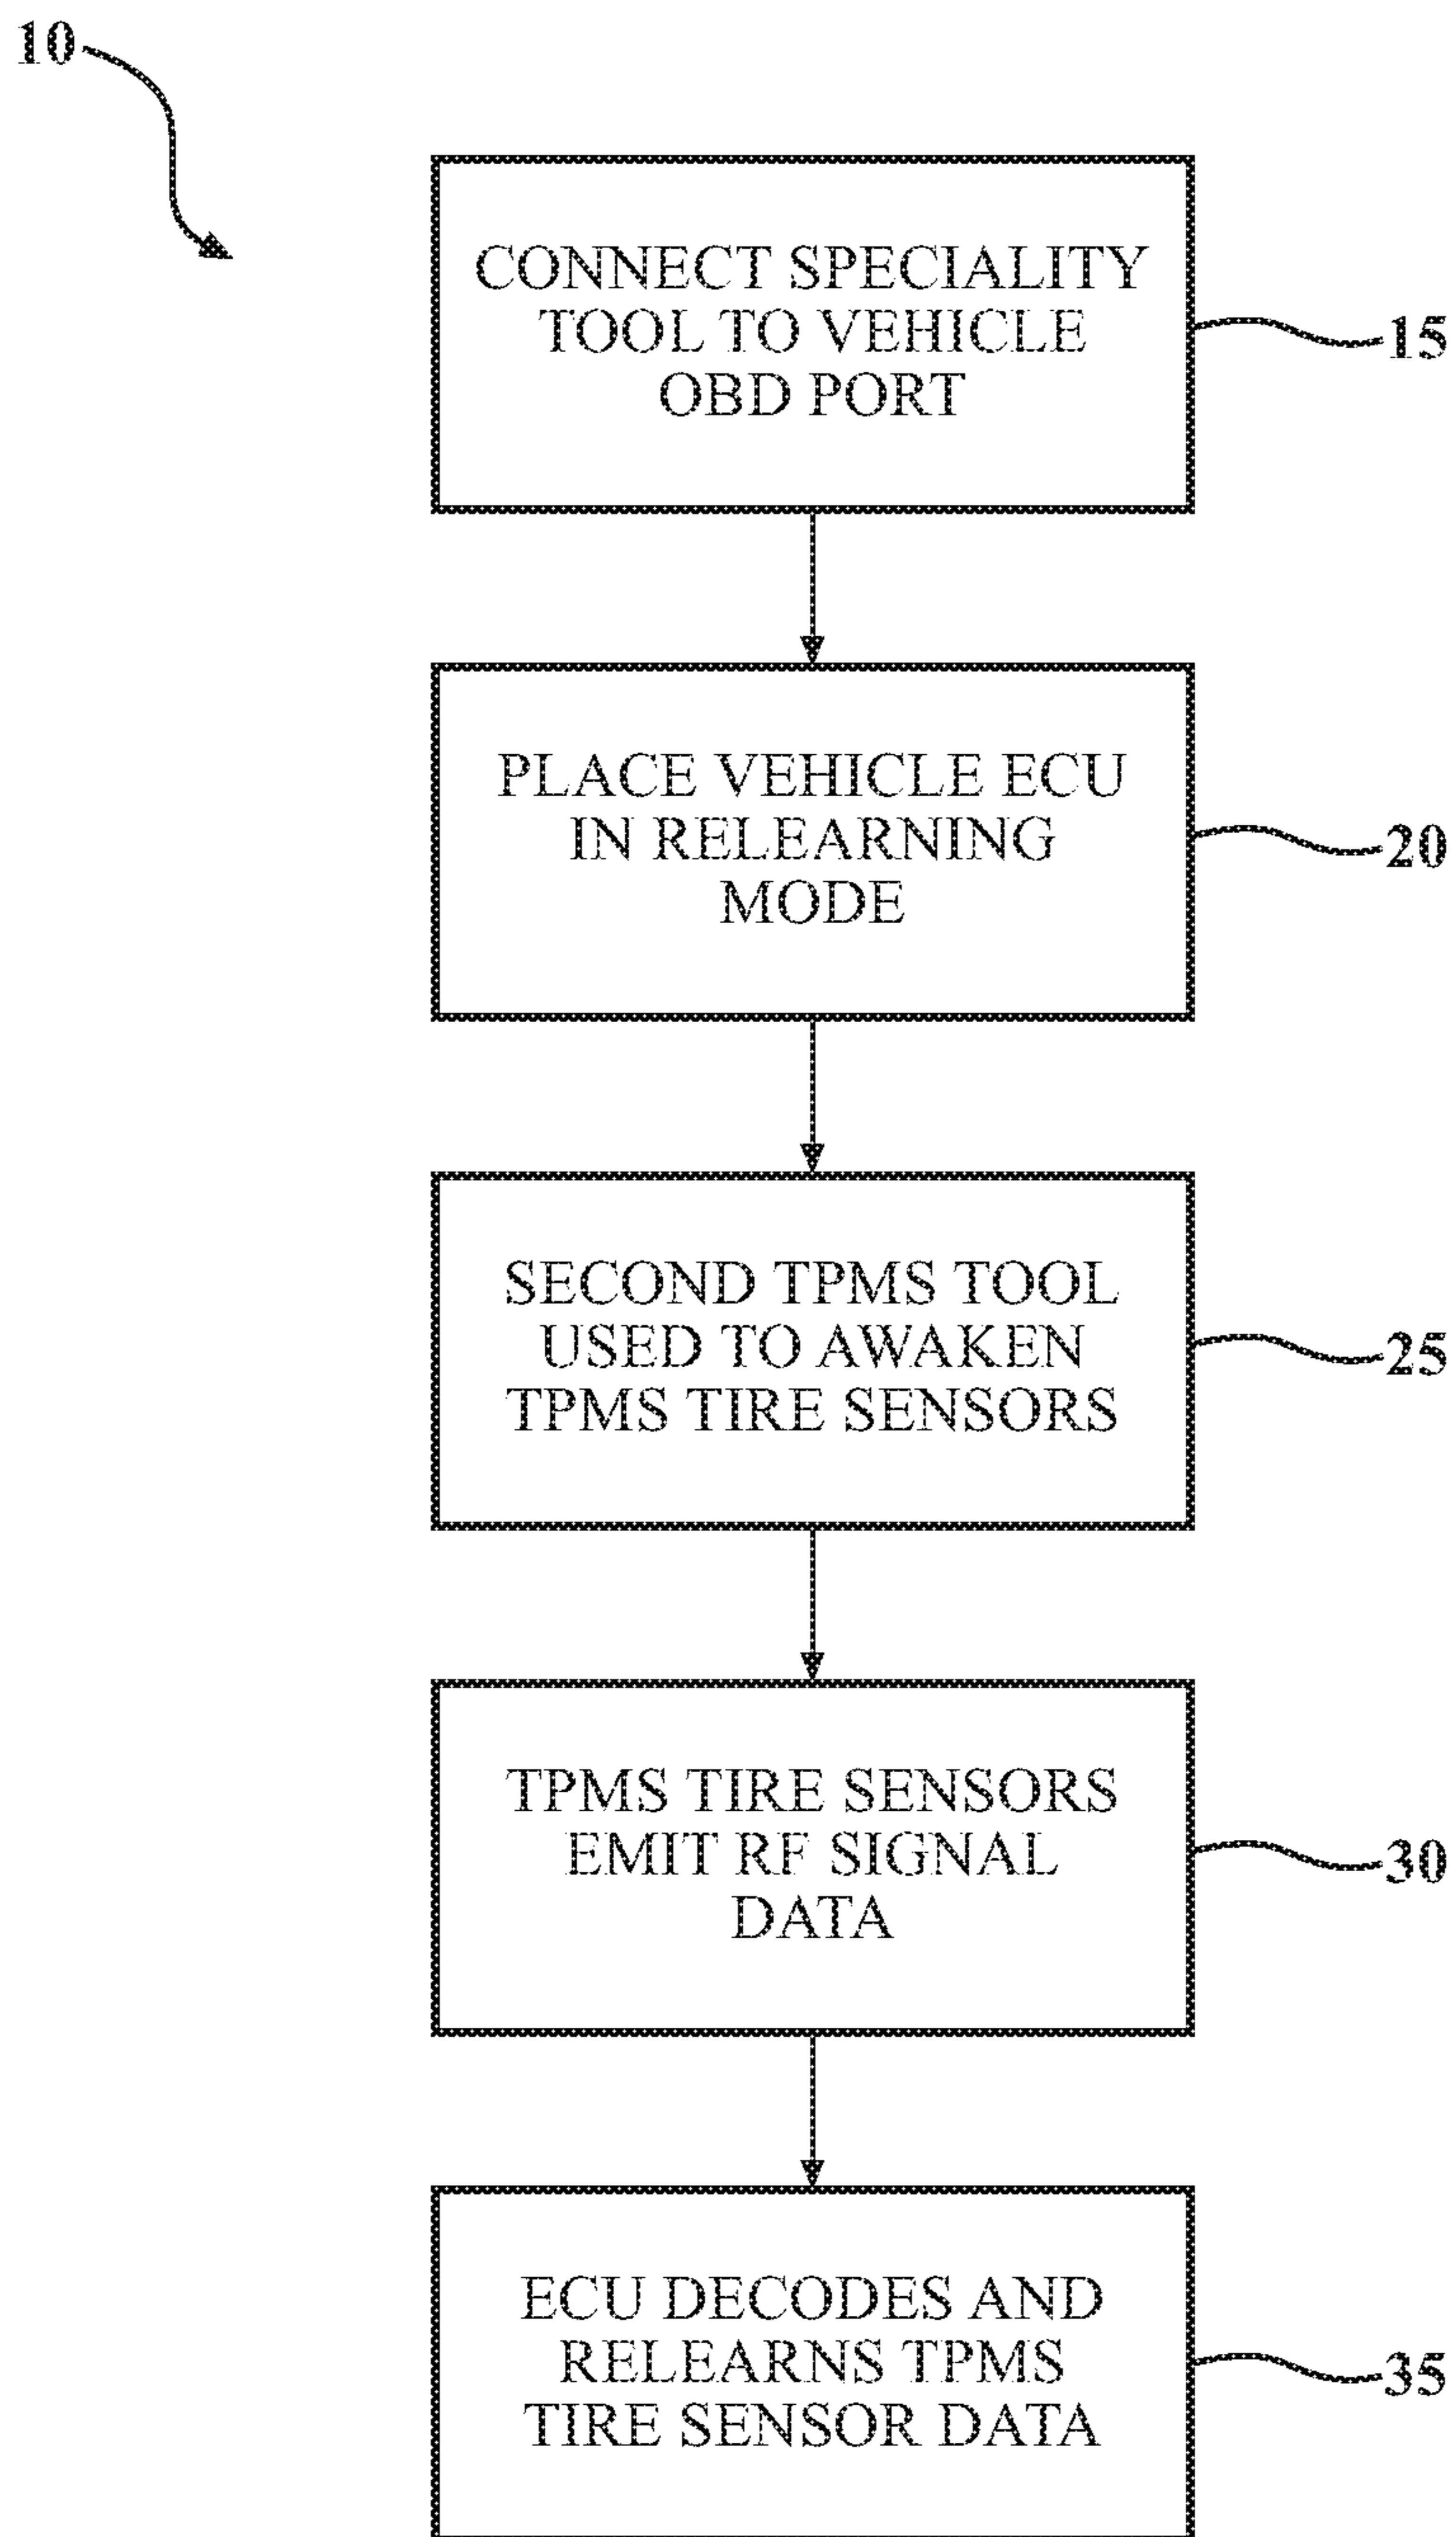 10
CONNECT SPECIALITY
TOOL TO VEHICLE
OBD PORT
15
PLACE VEHICLE ECU
IN RELEARNING
MODE
20
SECOND TPMS TOOL
USED TO AWAKEN
TPMS TIRE SENSORS
25
TPMS TIRE SENSORS
EMIT RF SIGNAL
DATA
30
ECU DECODES AND
RELEARNS TPMS
TIRE SENSOR DATA
35